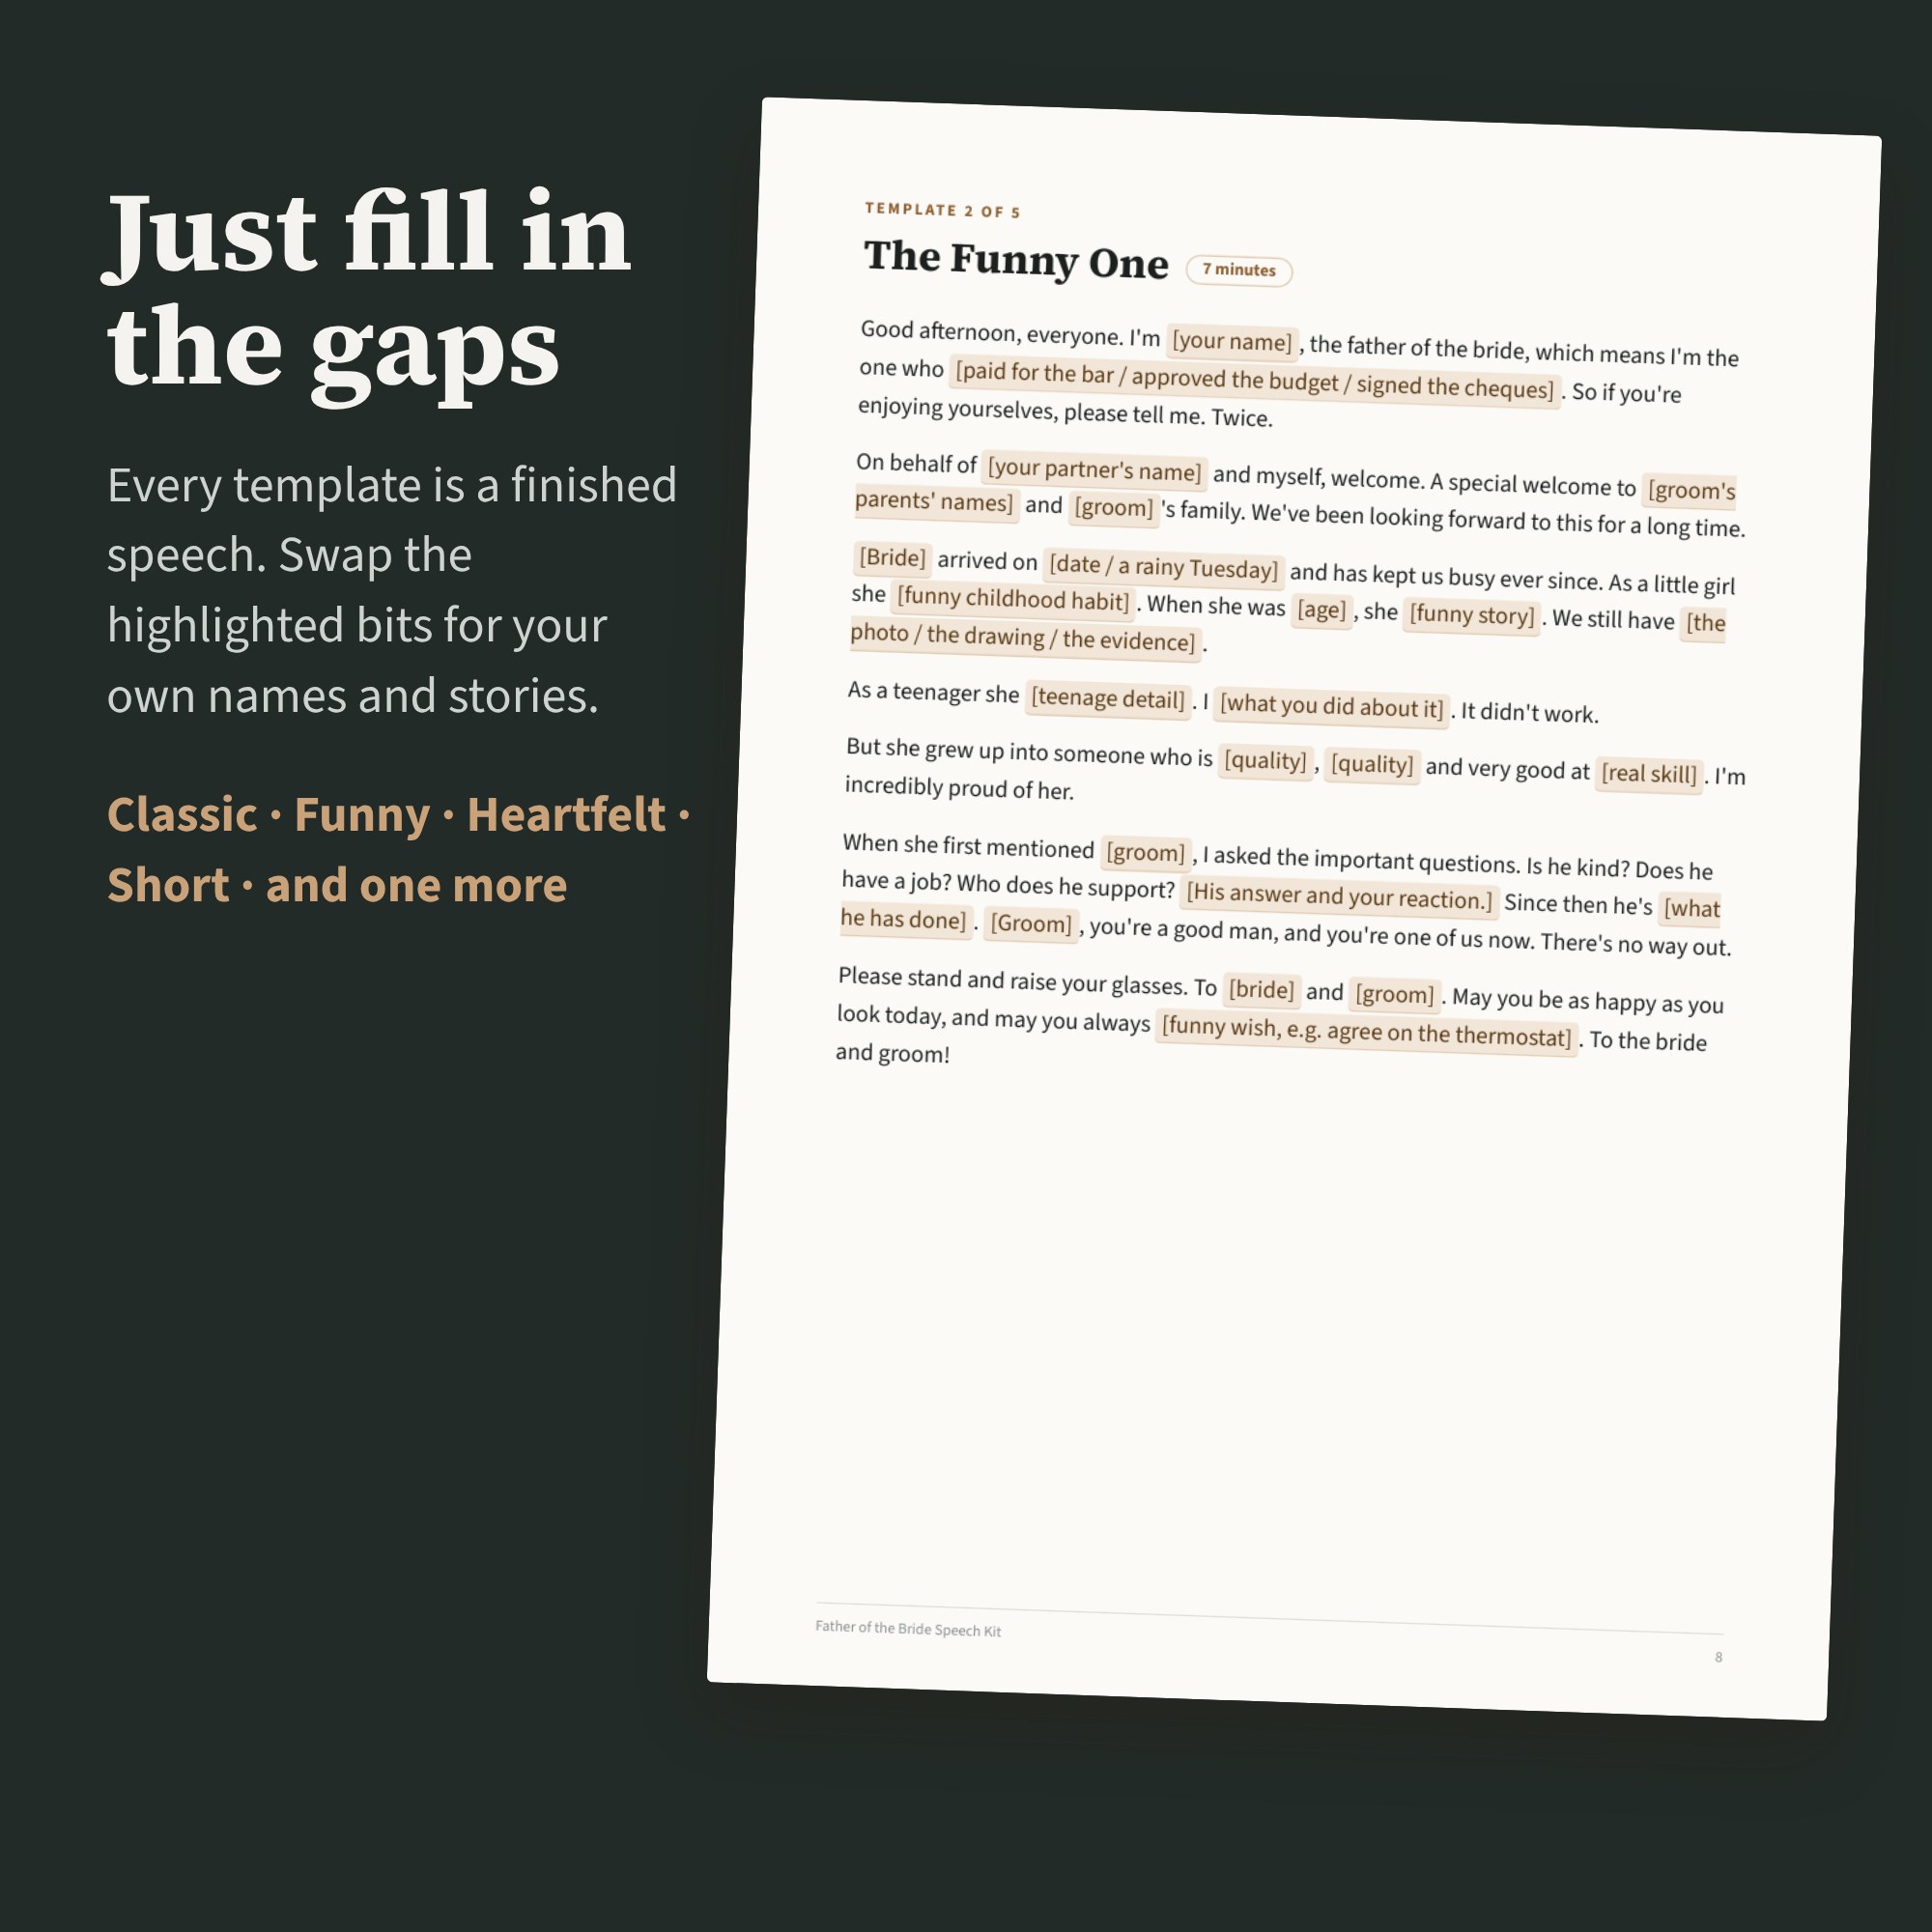 Just fill in
the gaps
Every template is a finished
speech. Swap the
highlighted bits for your
own names and stories.
Classic · Funny · Heartfelt ·
Short · and one more
TEMPLATE 2 OF 5
The Funny One 7 minutes
Good afternoon, everyone. I'm [your name], the father of the bride, which means I'm the
one who [paid for the bar / approved the budget / signed the cheques]. So if you're
enjoying yourselves, please tell me. Twice.
On behalf of [your partner's name] and myself, welcome. A special welcome to [groom's
parents' names] and [groom]'s family. We've been looking forward to this for a long time.
[Bride] arrived on [date / a rainy Tuesday] and has kept us busy ever since. As a little girl
she [funny childhood habit]. When she was [age], she [funny story]. We still have [the
photo / the drawing / the evidence].
As a teenager she [teenage detail]. I [what you did about it]. It didn't work.
But she grew up into someone who is [quality], [quality] and very good at [real skill]. I'm
incredibly proud of her.
When she first mentioned [groom], I asked the important questions. Is he kind? Does he
have a job? Who does he support? [His answer and your reaction.] Since then he's [what
he has done]. [Groom], you're a good man, and you're one of us now. There's no way out.
Please stand and raise your glasses. To [bride] and [groom]. May you be as happy as you
look today, and may you always [funny wish, e.g. agree on the thermostat]. To the bride
and groom!
Father of the Bride Speech Kit
8